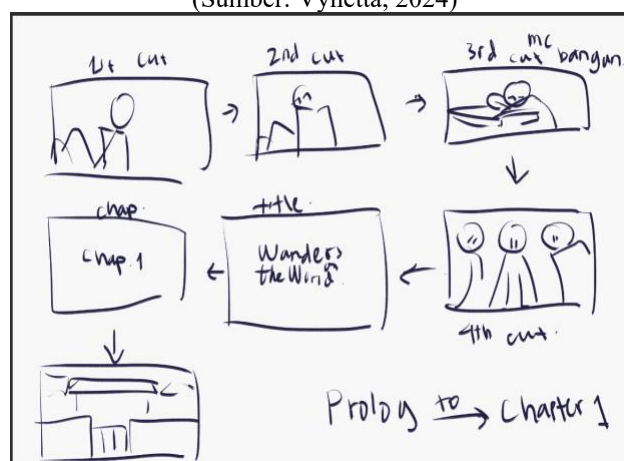 (Sumber: Vynetta, 2024)
1st cut
2nd cut
3rd cut mc bangun
4th cut.
title.
Wanders
the World
chap.
chap. 1
Prolog to → Chapter 1